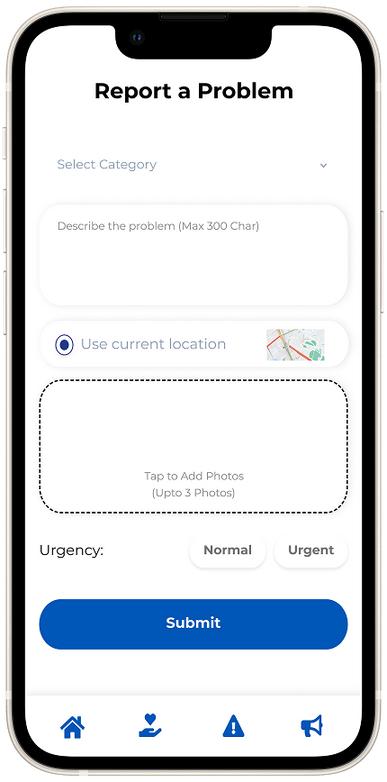 Report a Problem
Select Category
Describe the problem (Max 300 Char)
Use current location
Tap to Add Photos
(Upto 3 Photos)
Urgency: Normal Urgent
Submit